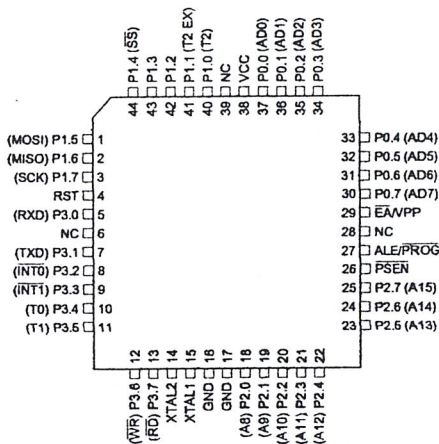 P1.4 (SS)
P1.3
P1.2
P1.1 (T2 EX)
P1.0 (T2)
NC
VCC
P0.0 (AD0)
P0.1 (AD1)
P0.2 (AD2)
P0.3 (AD3)
44 43 42 41 40 39 38 37 36 35 34
(MOSI) P1.5 1
(MISO) P1.6 2
(SCK) P1.7 3
RST 4
(RXD) P3.0 5
NC 6
(TXD) P3.1 7
(INT0) P3.2 8
(INT1) P3.3 9
(T0) P3.4 10
(T1) P3.5 11
33 P0.4 (AD4)
32 P0.5 (AD5)
31 P0.6 (AD6)
30 P0.7 (AD7)
29 EA/VPP
28 NC
27 ALE/PROG
26 PSEN
25 P2.7 (A15)
24 P2.6 (A14)
23 P2.5 (A13)
12 13 14 15 16 17 18 19 20 21 22
(WR) P3.6
(RD) P3.7
XTAL2
XTAL1
GND
GND
(A8) P2.0
(A9) P2.1
(A10) P2.2
(A11) P2.3
(A12) P2.4